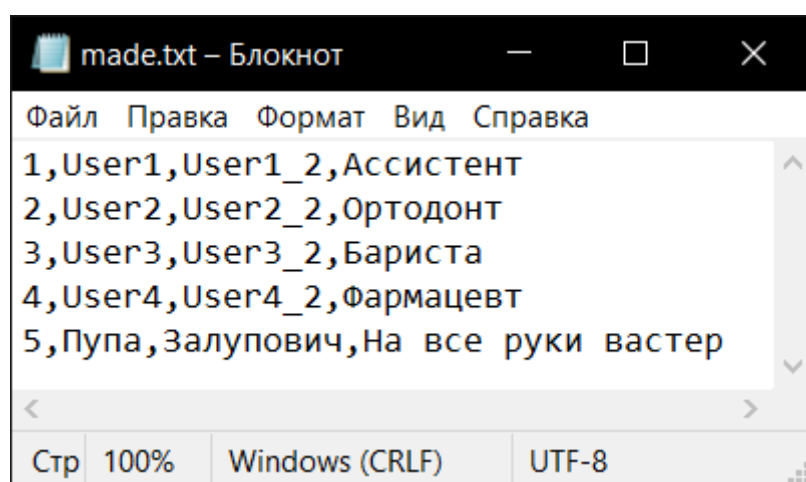 made.txt – Блокнот
Файл Правка Формат Вид Справка
1,User1,User1_2,Ассистент
2,User2,User2_2,Ортодонт
3,User3,User3_2,Бариста
4,User4,User4_2,Фармацевт
5,Пупа,Залупович,На все руки вастер
Стр 100% Windows (CRLF) UTF-8